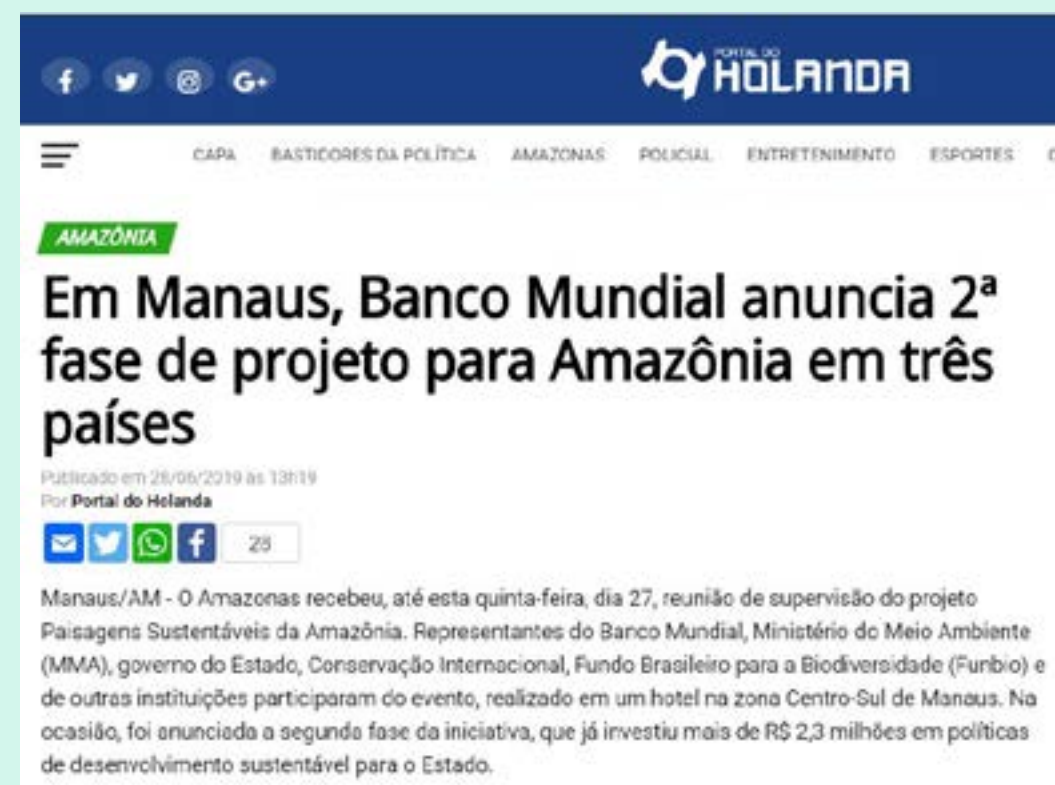 PORTAL DO
HOLANDA
CAPA BASTIDORES DA POLÍTICA AMAZONAS POLICIAL ENTRETENIMENTO ESPORTES
AMAZÔNIA
Em Manaus, Banco Mundial anuncia 2ª
fase de projeto para Amazônia em três
países
Publicado em 28/06/2019 às 13h19
Por Portal do Holanda
28
Manaus/AM - O Amazonas recebeu, até esta quinta-feira, dia 27, reunião de supervisão do projeto
Paisagens Sustentáveis da Amazônia. Representantes do Banco Mundial, Ministério do Meio Ambiente
(MMA), governo do Estado, Conservação Internacional, Fundo Brasileiro para a Biodiversidade (Funbio) e
de outras instituições participaram do evento, realizado em um hotel na zona Centro-Sul de Manaus. Na
ocasião, foi anunciada a segunda fase da iniciativa, que já investiu mais de R$ 2,3 milhões em políticas
de desenvolvimento sustentável para o Estado.